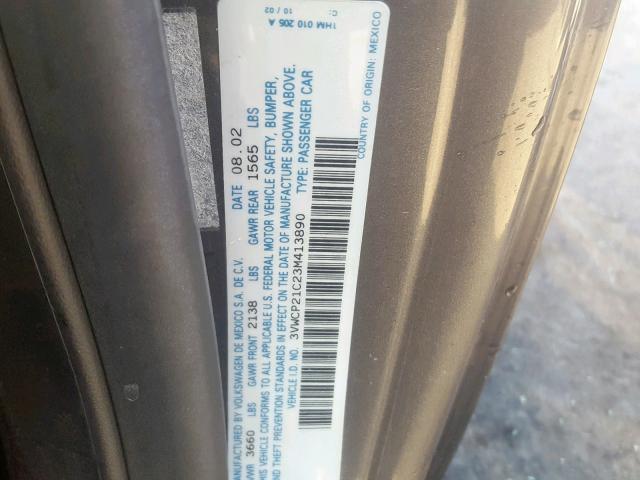 MANUFACTURED BY VOLKSWAGEN DE MEXICO S.A. DE C.V. DATE 08.02
GVWR 3660 LBS GAWR FRONT 2138 LBS GAWR REAR 1565 LBS
THIS VEHICLE CONFORMS TO ALL APPLICABLE U.S. FEDERAL MOTOR VEHICLE SAFETY, BUMPER,
AND THEFT PREVENTION STANDARDS IN EFFECT ON THE DATE OF MANUFACTURE SHOWN ABOVE.
VEHICLE I.D. NO. 3VWCP21C23M413890 TYPE: PASSENGER CAR
COUNTRY OF ORIGIN: MEXICO
1HM 010 205 A
C: 10 / 02